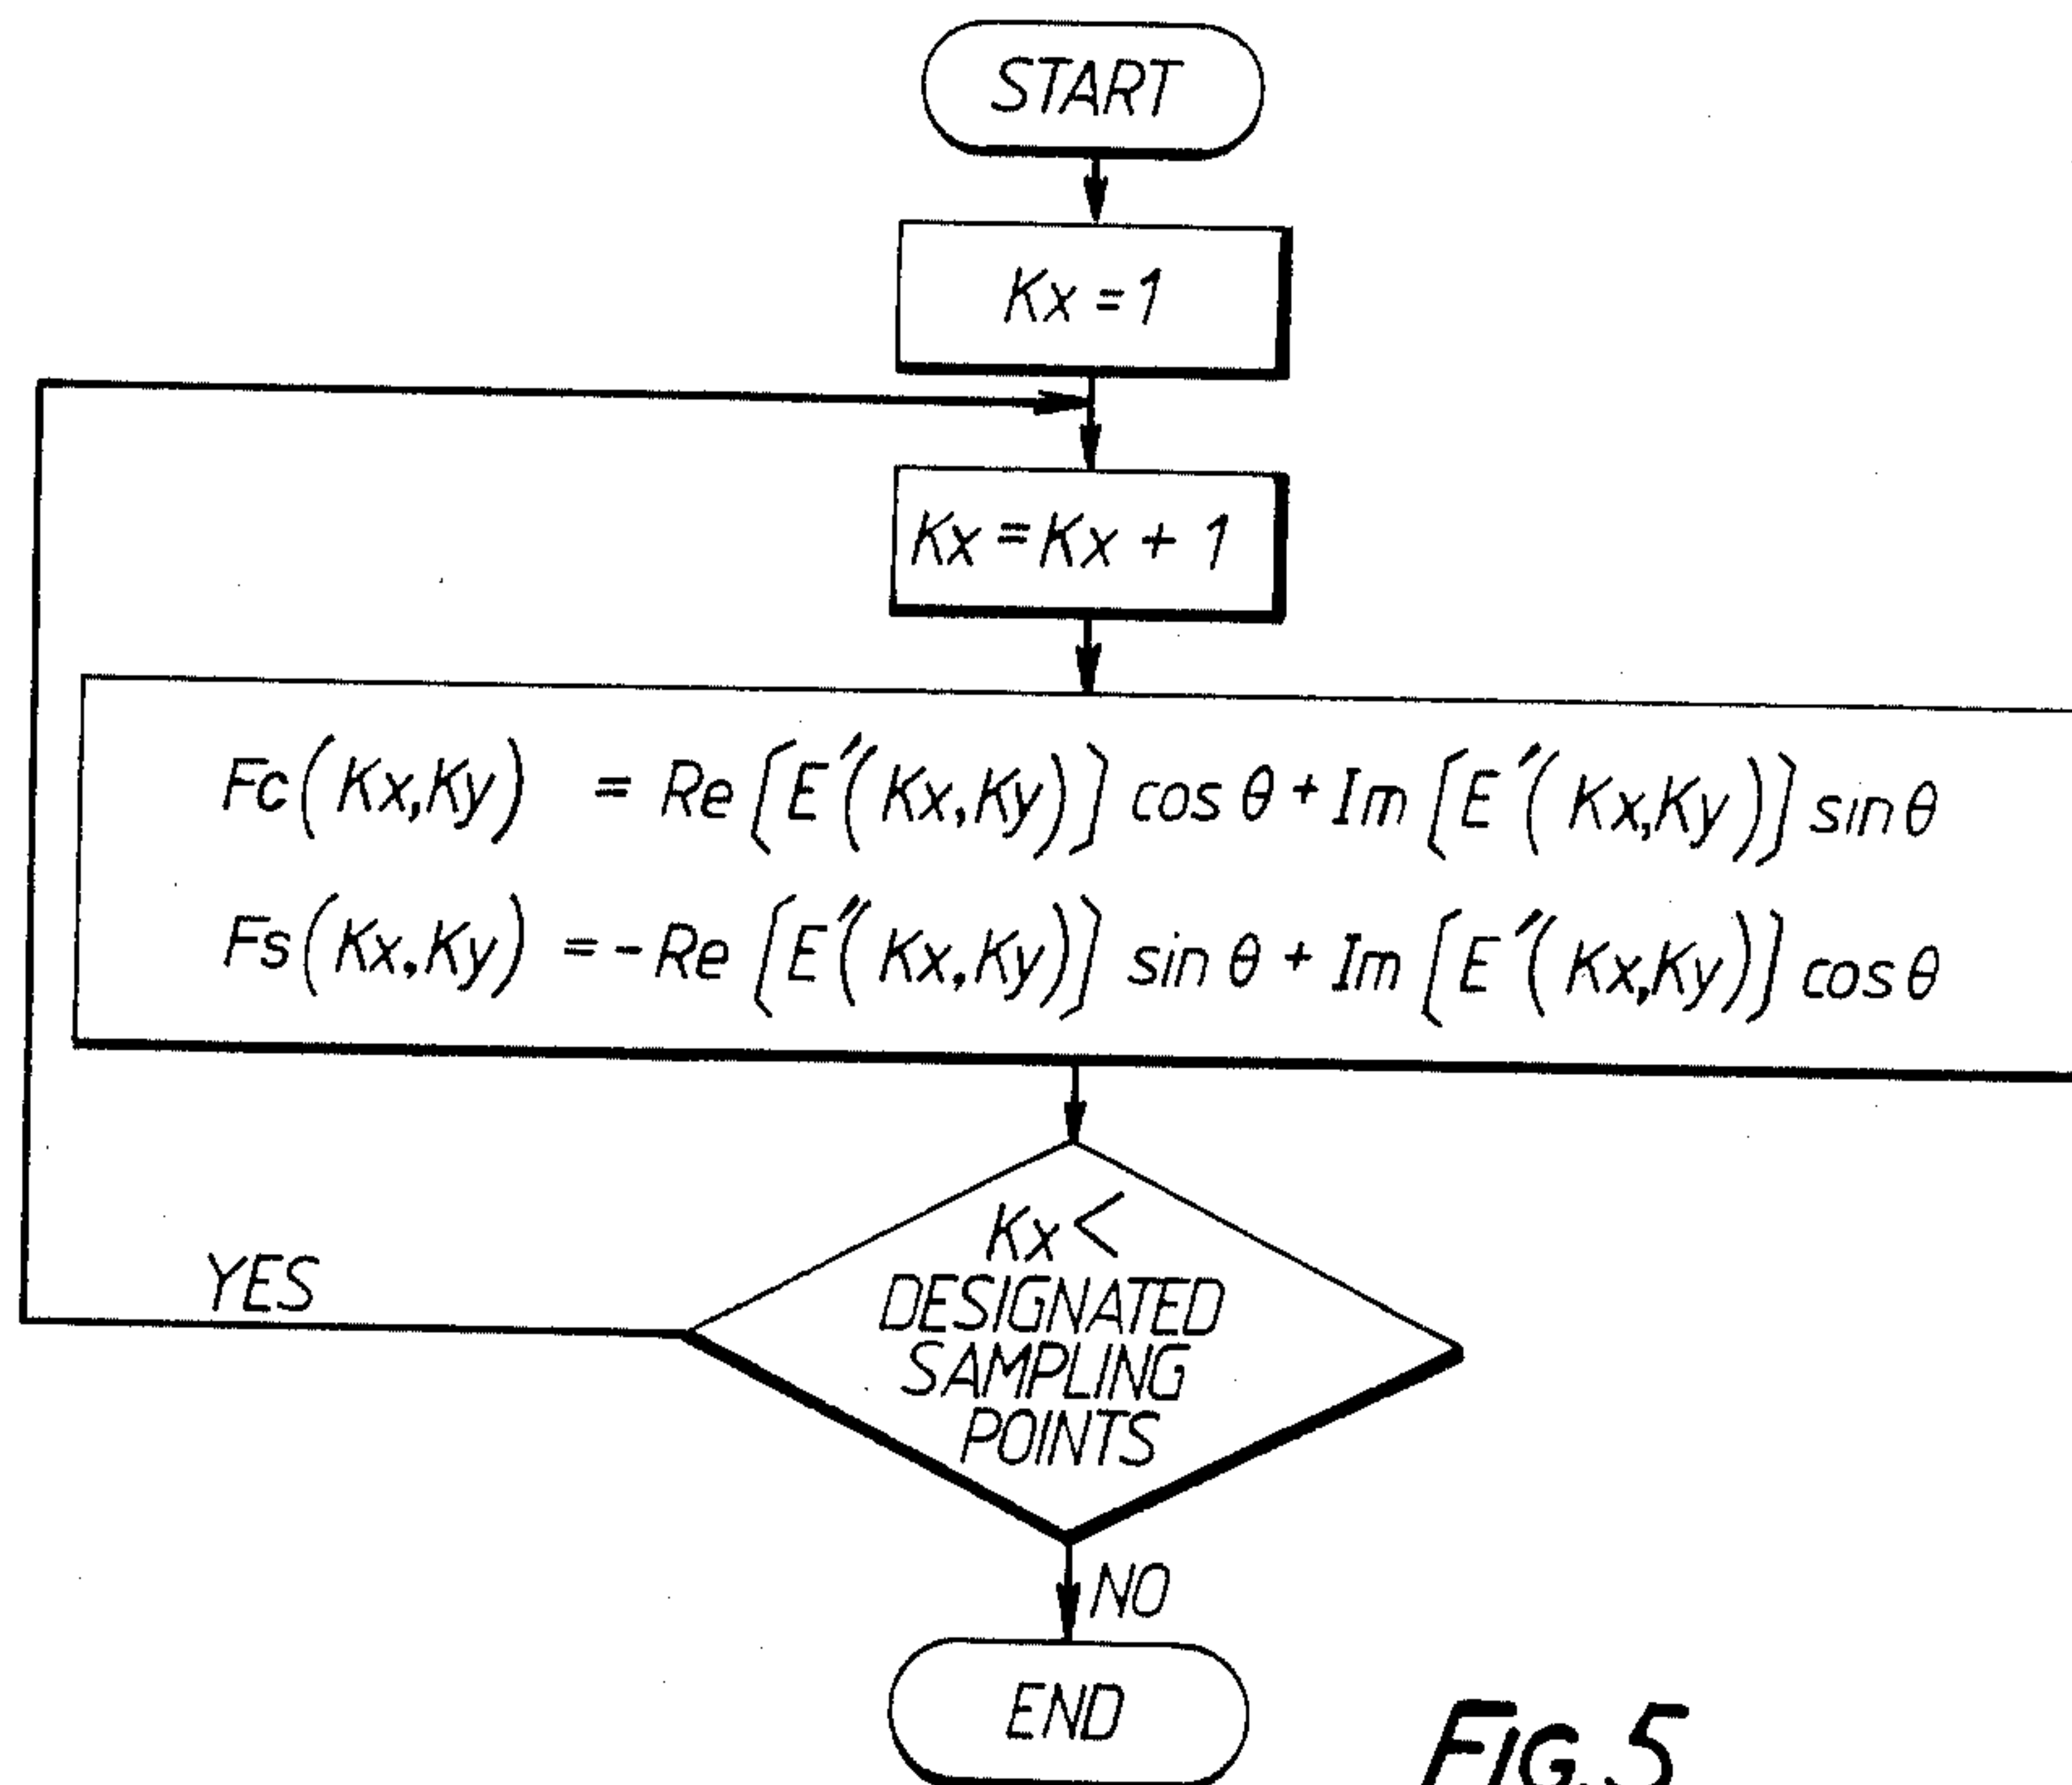 START
Kx = 1
Kx = Kx + 1
Fc(Kx,Ky) = Re[E″(Kx,Ky)] cos θ + Im[E″(Kx,Ky)] sin θ
Fs(Kx,Ky) = -Re[E″(Kx,Ky)] sin θ + Im[E″(Kx,Ky)] cos θ
Kx <
DESIGNATED
SAMPLING
POINTS
YES
NO
END
FIG. 5